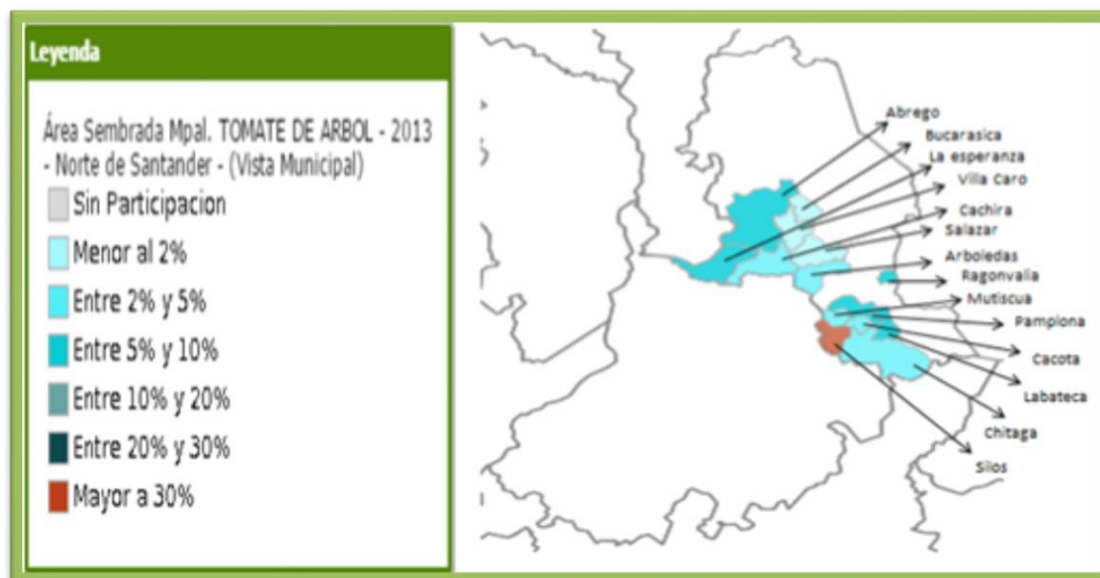 Leyenda
Área Sembrada Mpal. TOMATE DE ARBOL - 2013
- Norte de Santander - (Vista Municipal)
Sin Participacion
Menor al 2%
Entre 2% y 5%
Entre 5% y 10%
Entre 10% y 20%
Entre 20% y 30%
Mayor a 30%
Abrego
Bucarasica
La esperanza
Villa Caro
Cachira
Salazar
Arboledas
Ragonvalia
Mutiscua
Pamplona
Cacota
Labateca
Chitaga
Silos